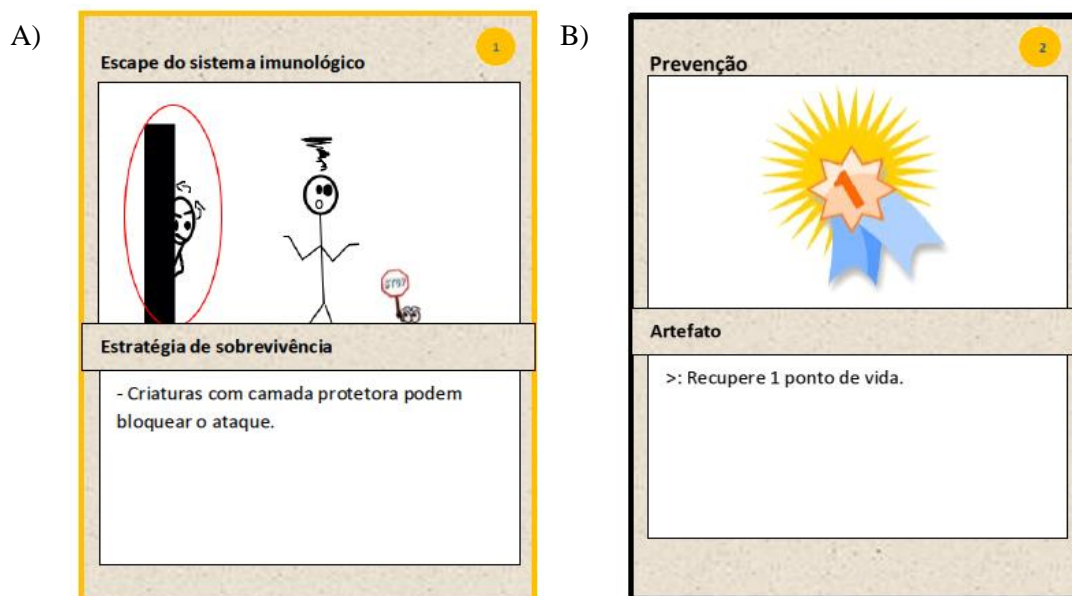 A)
1
Escape do sistema imunológico
STOP
Estratégia de sobrevivência
- Criaturas com camada protetora podem
bloquear o ataque.
B)
2
Prevenção
1
Artefato
>: Recupere 1 ponto de vida.